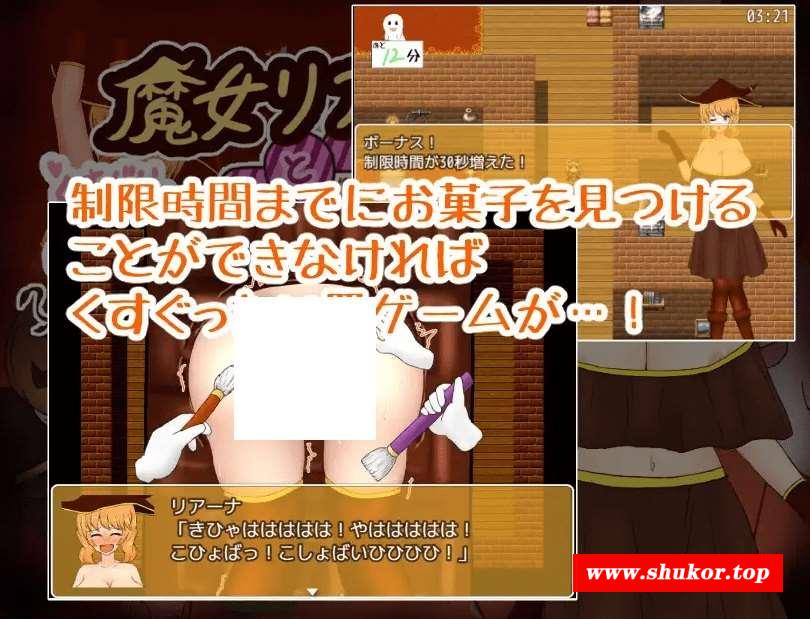 03:21
あと
12分
魔女リア
と
ボーナス！
制限時間が30秒増えた！
制限時間までにお菓子を見つける
ことができなければ
くすぐっ 罰ゲームが…！
リアーナ
「きひゃははははは！やははははは！
こひょばっ！こしょばいひひひひ！」
www.shukor.top